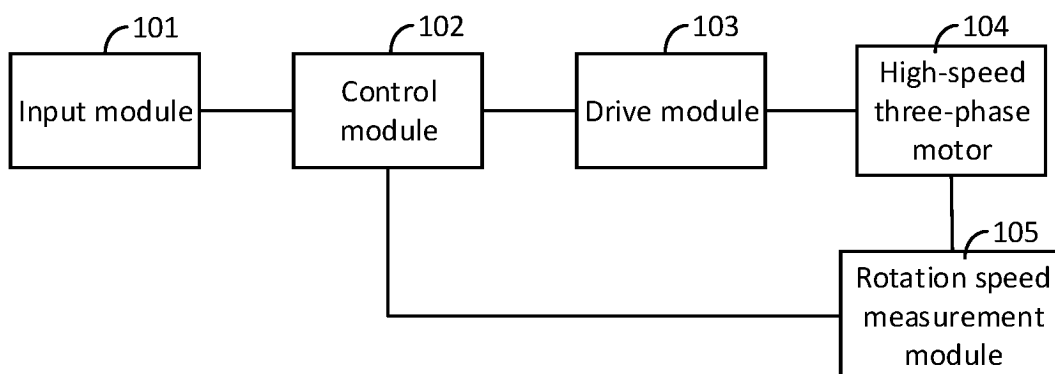 101
102
103
104
Input module
Control
module
Drive module
High-speed
three-phase
motor
105
Rotation speed
measurement
module